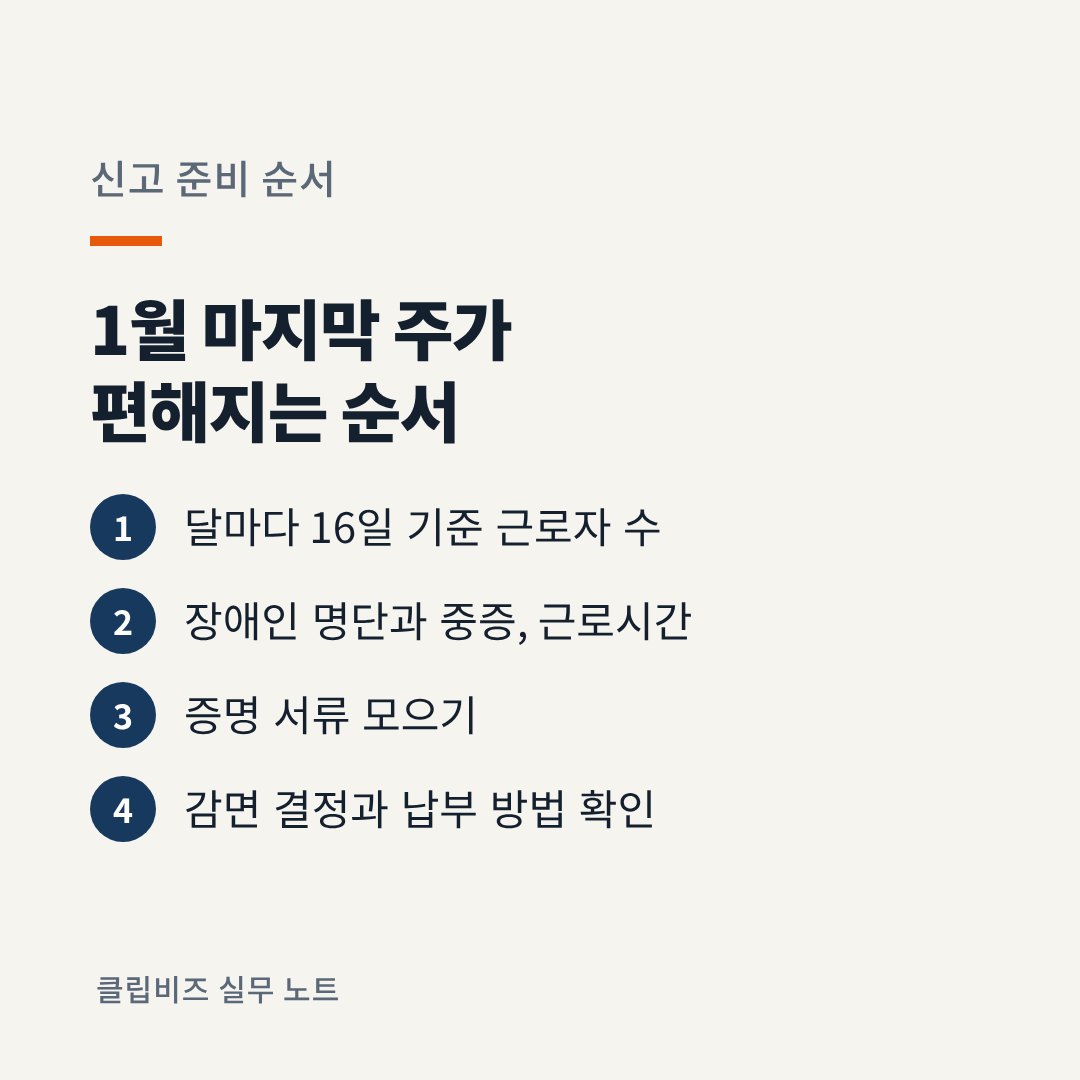 신고 준비 순서
1월 마지막 주가
편해지는 순서
1 달마다 16일 기준 근로자 수
2 장애인 명단과 중증, 근로시간
3 증명 서류 모으기
4 감면 결정과 납부 방법 확인
클립비즈 실무 노트